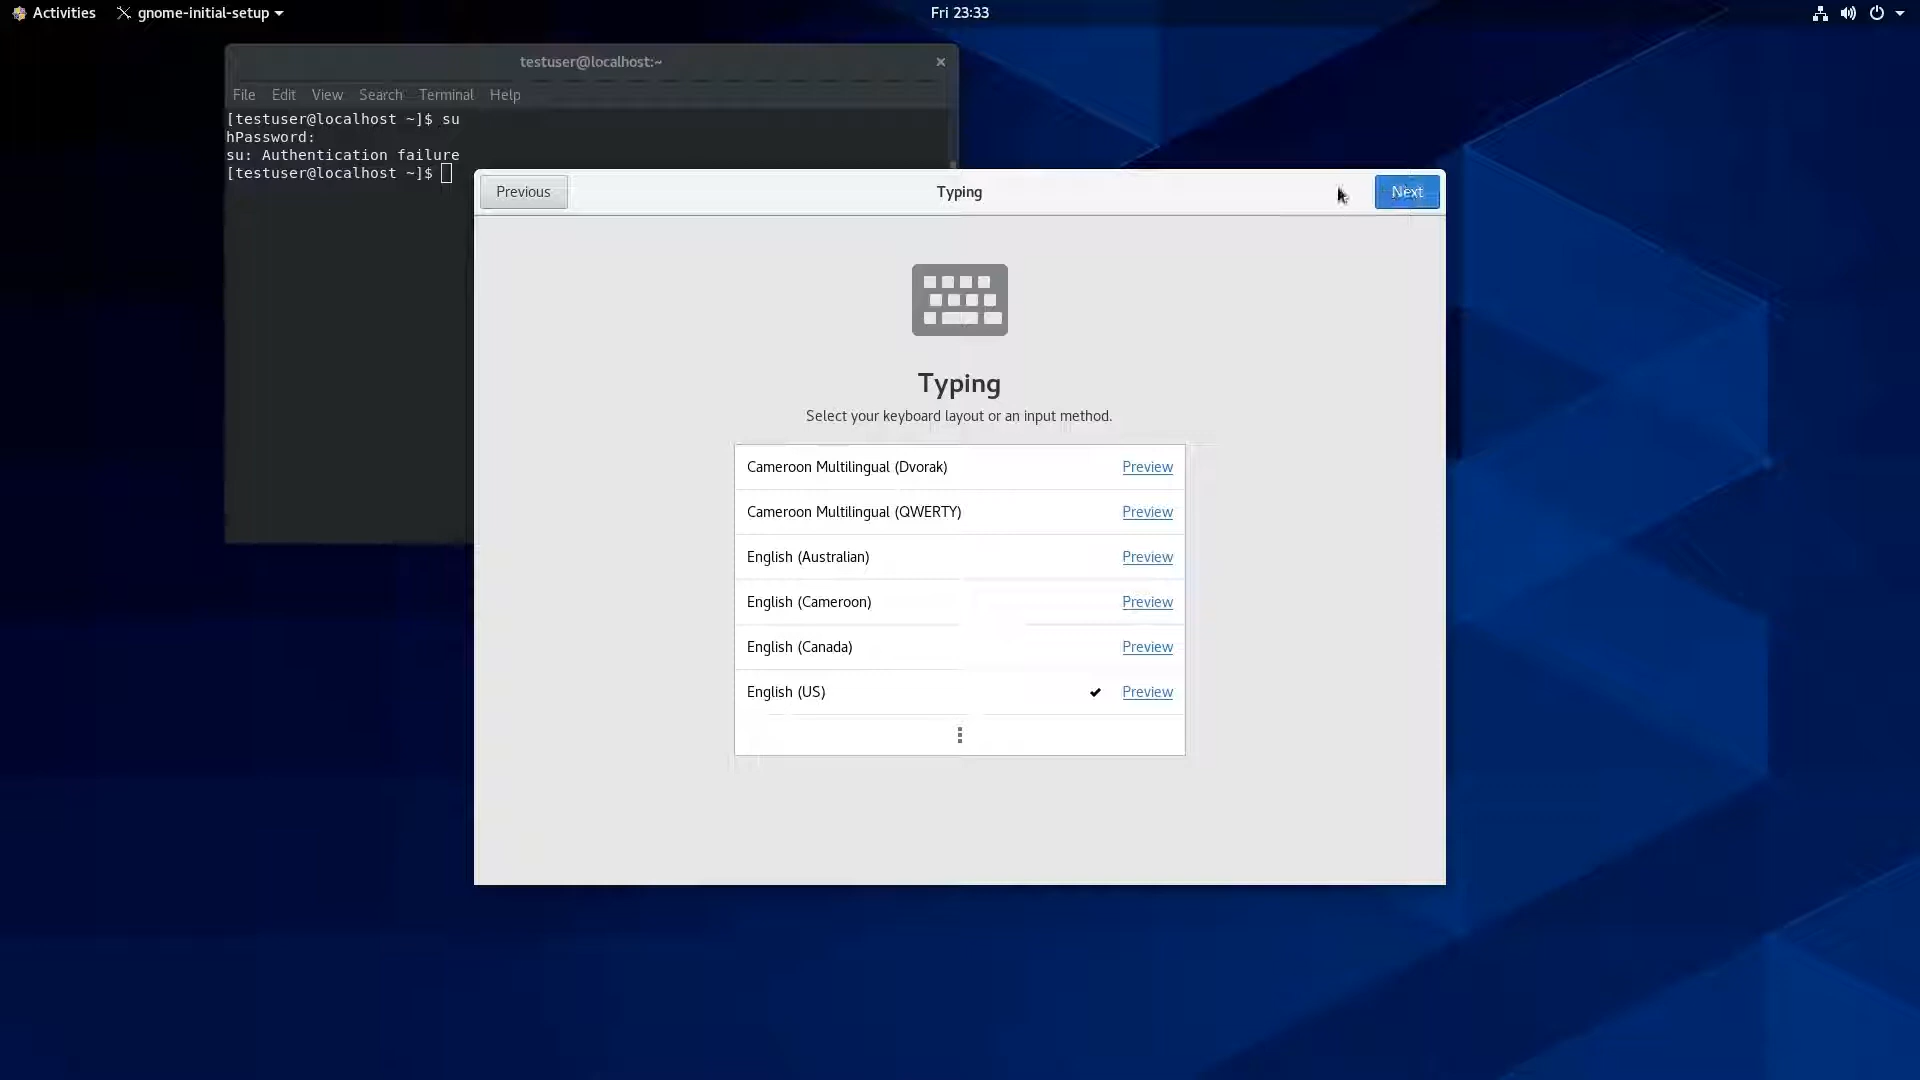 Activities gnome-initial-setup Fri 23:33
testuser@localhost:~ ×
File Edit View Search Terminal Help
[testuser@localhost ~]$ su
hPassword:
su: Authentication failure
[testuser@localhost ~]$
Previous Typing Next
Typing
Select your keyboard layout or an input method.
Cameroon Multilingual (Dvorak) Preview
Cameroon Multilingual (QWERTY) Preview
English (Australian) Preview
English (Cameroon) Preview
English (Canada) Preview
English (US) ✔ Preview